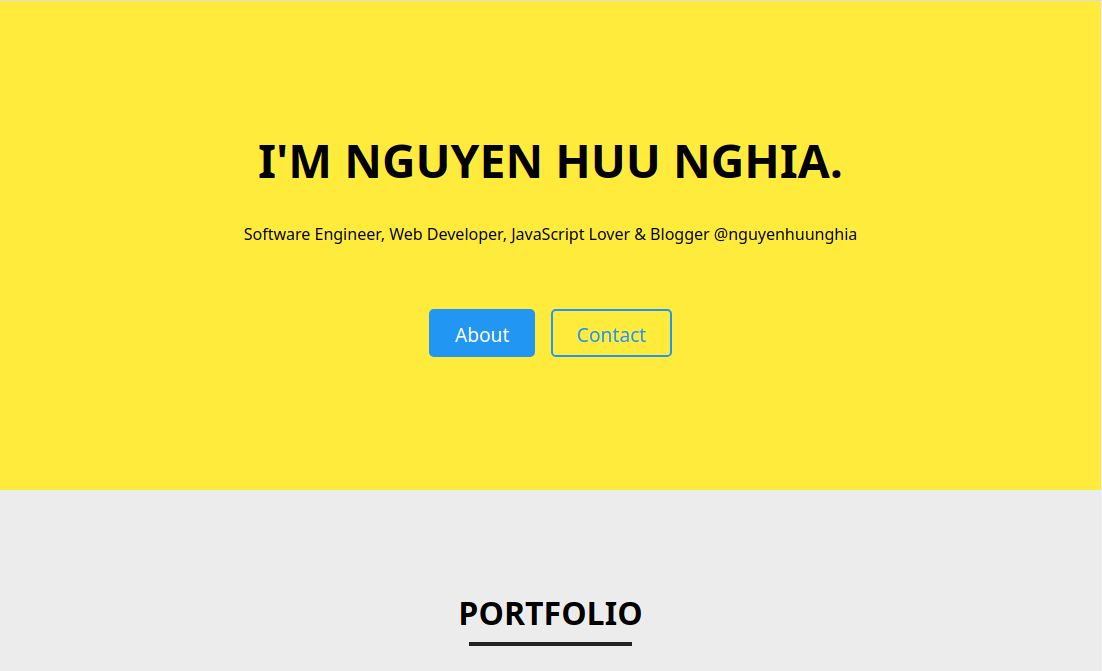 I'M NGUYEN HUU NGHIA.
Software Engineer, Web Developer, JavaScript Lover & Blogger @nguyenhuunghia
About Contact
PORTFOLIO